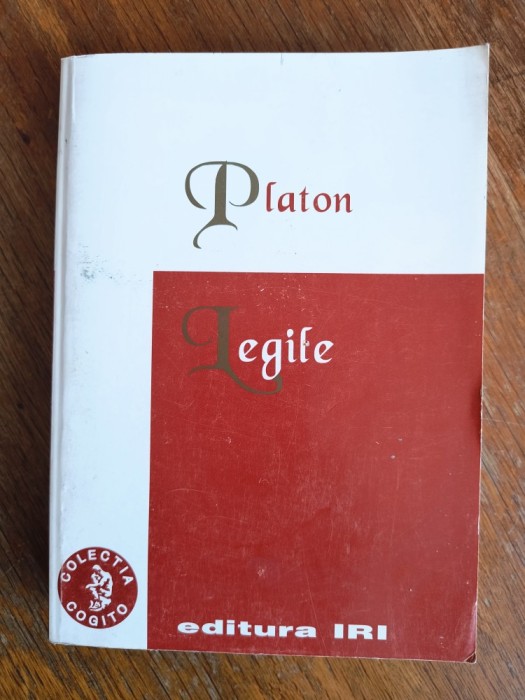 Platon
Legile
COLECTIA
COGITO
editura IRI